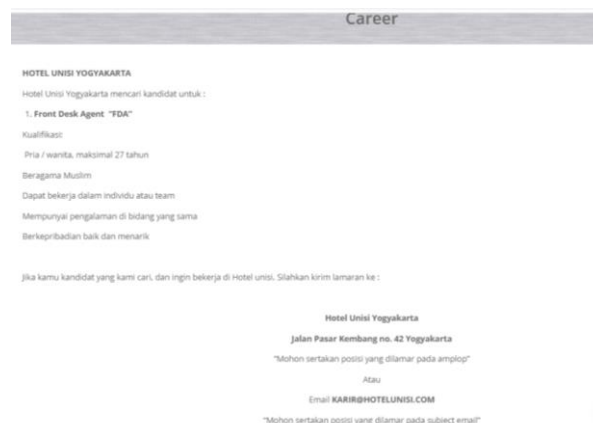 Career
HOTEL UNISI YOGYAKARTA
Hotel Unisi Yogyakarta mencari kandidat untuk :
1. Front Desk Agent "FDA"
Kualifikasi:
Pria / wanita, maksimal 27 tahun
Beragama Muslim
Dapat bekerja dalam individu atau team
Mempunyai pengalaman di bidang yang sama
Berkepribadian baik dan menarik
Jika kamu kandidat yang kami cari, dan ingin bekerja di Hotel unisi. Silahkan kirim lamaran ke :
Hotel Unisi Yogyakarta
Jalan Pasar Kembang no. 42 Yogyakarta
"Mohon sertakan posisi yang dilamar pada amplop"
Atau
Email KARIR@HOTELUNISI.COM
"Mohon sertakan posisi yang dilamar pada subject email"